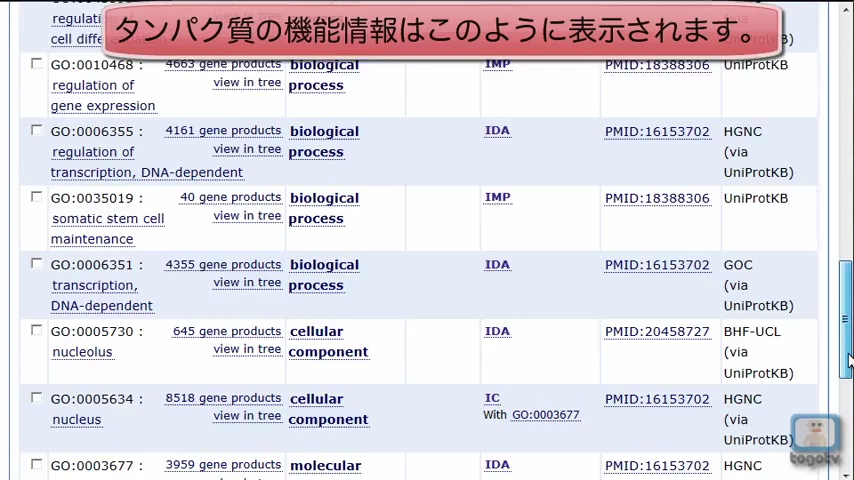 regulation of
cell differentiation
タンパク質の機能情報はこのように表示されます。
GO:0010468 : 4663 gene products biological IMP PMID:18388306 UniProtKB
regulation of view in tree process
gene expression
GO:0006355 : 4161 gene products biological IDA PMID:16153702 HGNC
regulation of view in tree process (via
transcription, DNA-dependent UniProtKB)
GO:0035019 : 40 gene products biological IMP PMID:18388306 UniProtKB
somatic stem cell view in tree process
maintenance
GO:0006351 : 4355 gene products biological IDA PMID:16153702 GOC
transcription, view in tree process (via
DNA-dependent UniProtKB)
GO:0005730 : 645 gene products cellular IDA PMID:20458727 BHF-UCL
nucleolus view in tree component (via
UniProtKB)
GO:0005634 : 8518 gene products cellular IC PMID:16153702 HGNC
nucleus view in tree component With GO:0003677 (via
UniProtKB)
GO:0003677 : 3959 gene products molecular IDA PMID:16153702 HGNC
togotv